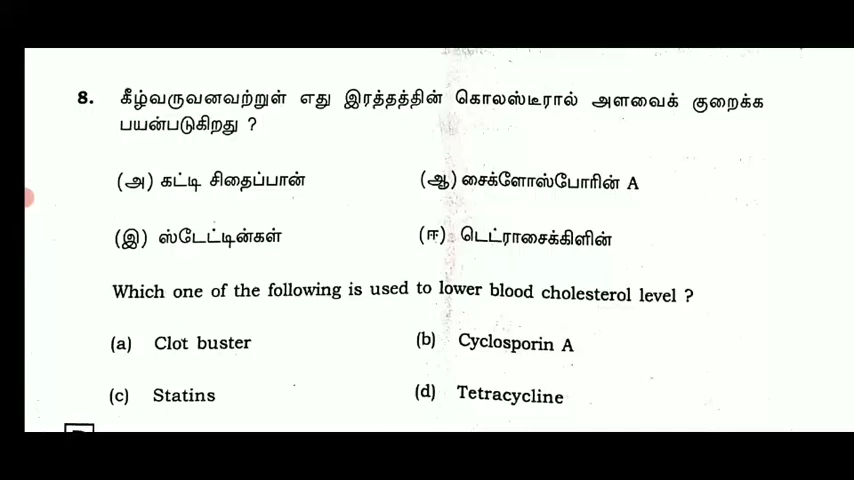 8. கீழ்வருவனவற்றுள் எது இரத்தத்தின் கொலஸ்டீரால் அளவைக் குறைக்க
பயன்படுகிறது ?
(அ) கட்டி சிதைப்பான் (ஆ) சைக்ளோஸ்போரின் A
(இ) ஸ்டேட்டின்கள் (ஈ) டெட்ராசைக்கிளின்
Which one of the following is used to lower blood cholesterol level ?
(a) Clot buster (b) Cyclosporin A
(c) Statins (d) Tetracycline